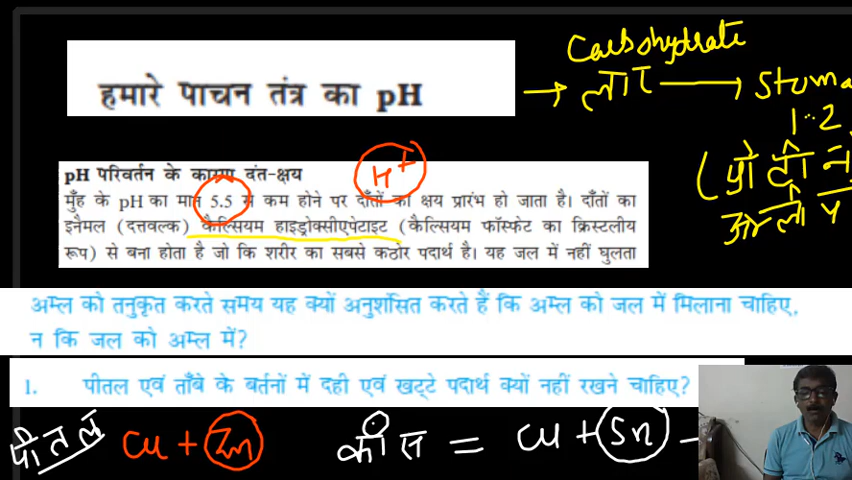 Carbohydrate
हमारे पाचन तंत्र का pH
→ लार → Stoma
1.2
(प्रोटीन
अम्लीय
pH परिवर्तन के कारण दंत-क्षय
H+
मुँह के pH का मान 5.5 से कम होने पर दाँतों का क्षय प्रारंभ हो जाता है। दाँतों का
इनैमल (दत्तवल्क) कैल्सियम हाइड्रोक्सीएपेटाइट (कैल्सियम फॉस्फेट का क्रिस्टलीय
रूप) से बना होता है जो कि शरीर का सबसे कठोर पदार्थ है। यह जल में नहीं घुलता
अम्ल को तनुकृत करते समय यह क्यों अनुशंसित करते हैं कि अम्ल को जल में मिलाना चाहिए,
न कि जल को अम्ल में?
1. पीतल एवं ताँबे के बर्तनों में दही एवं खट्टे पदार्थ क्यों नहीं रखने चाहिए?
पीतल Cu + Zn काँस = Cu + Sn -